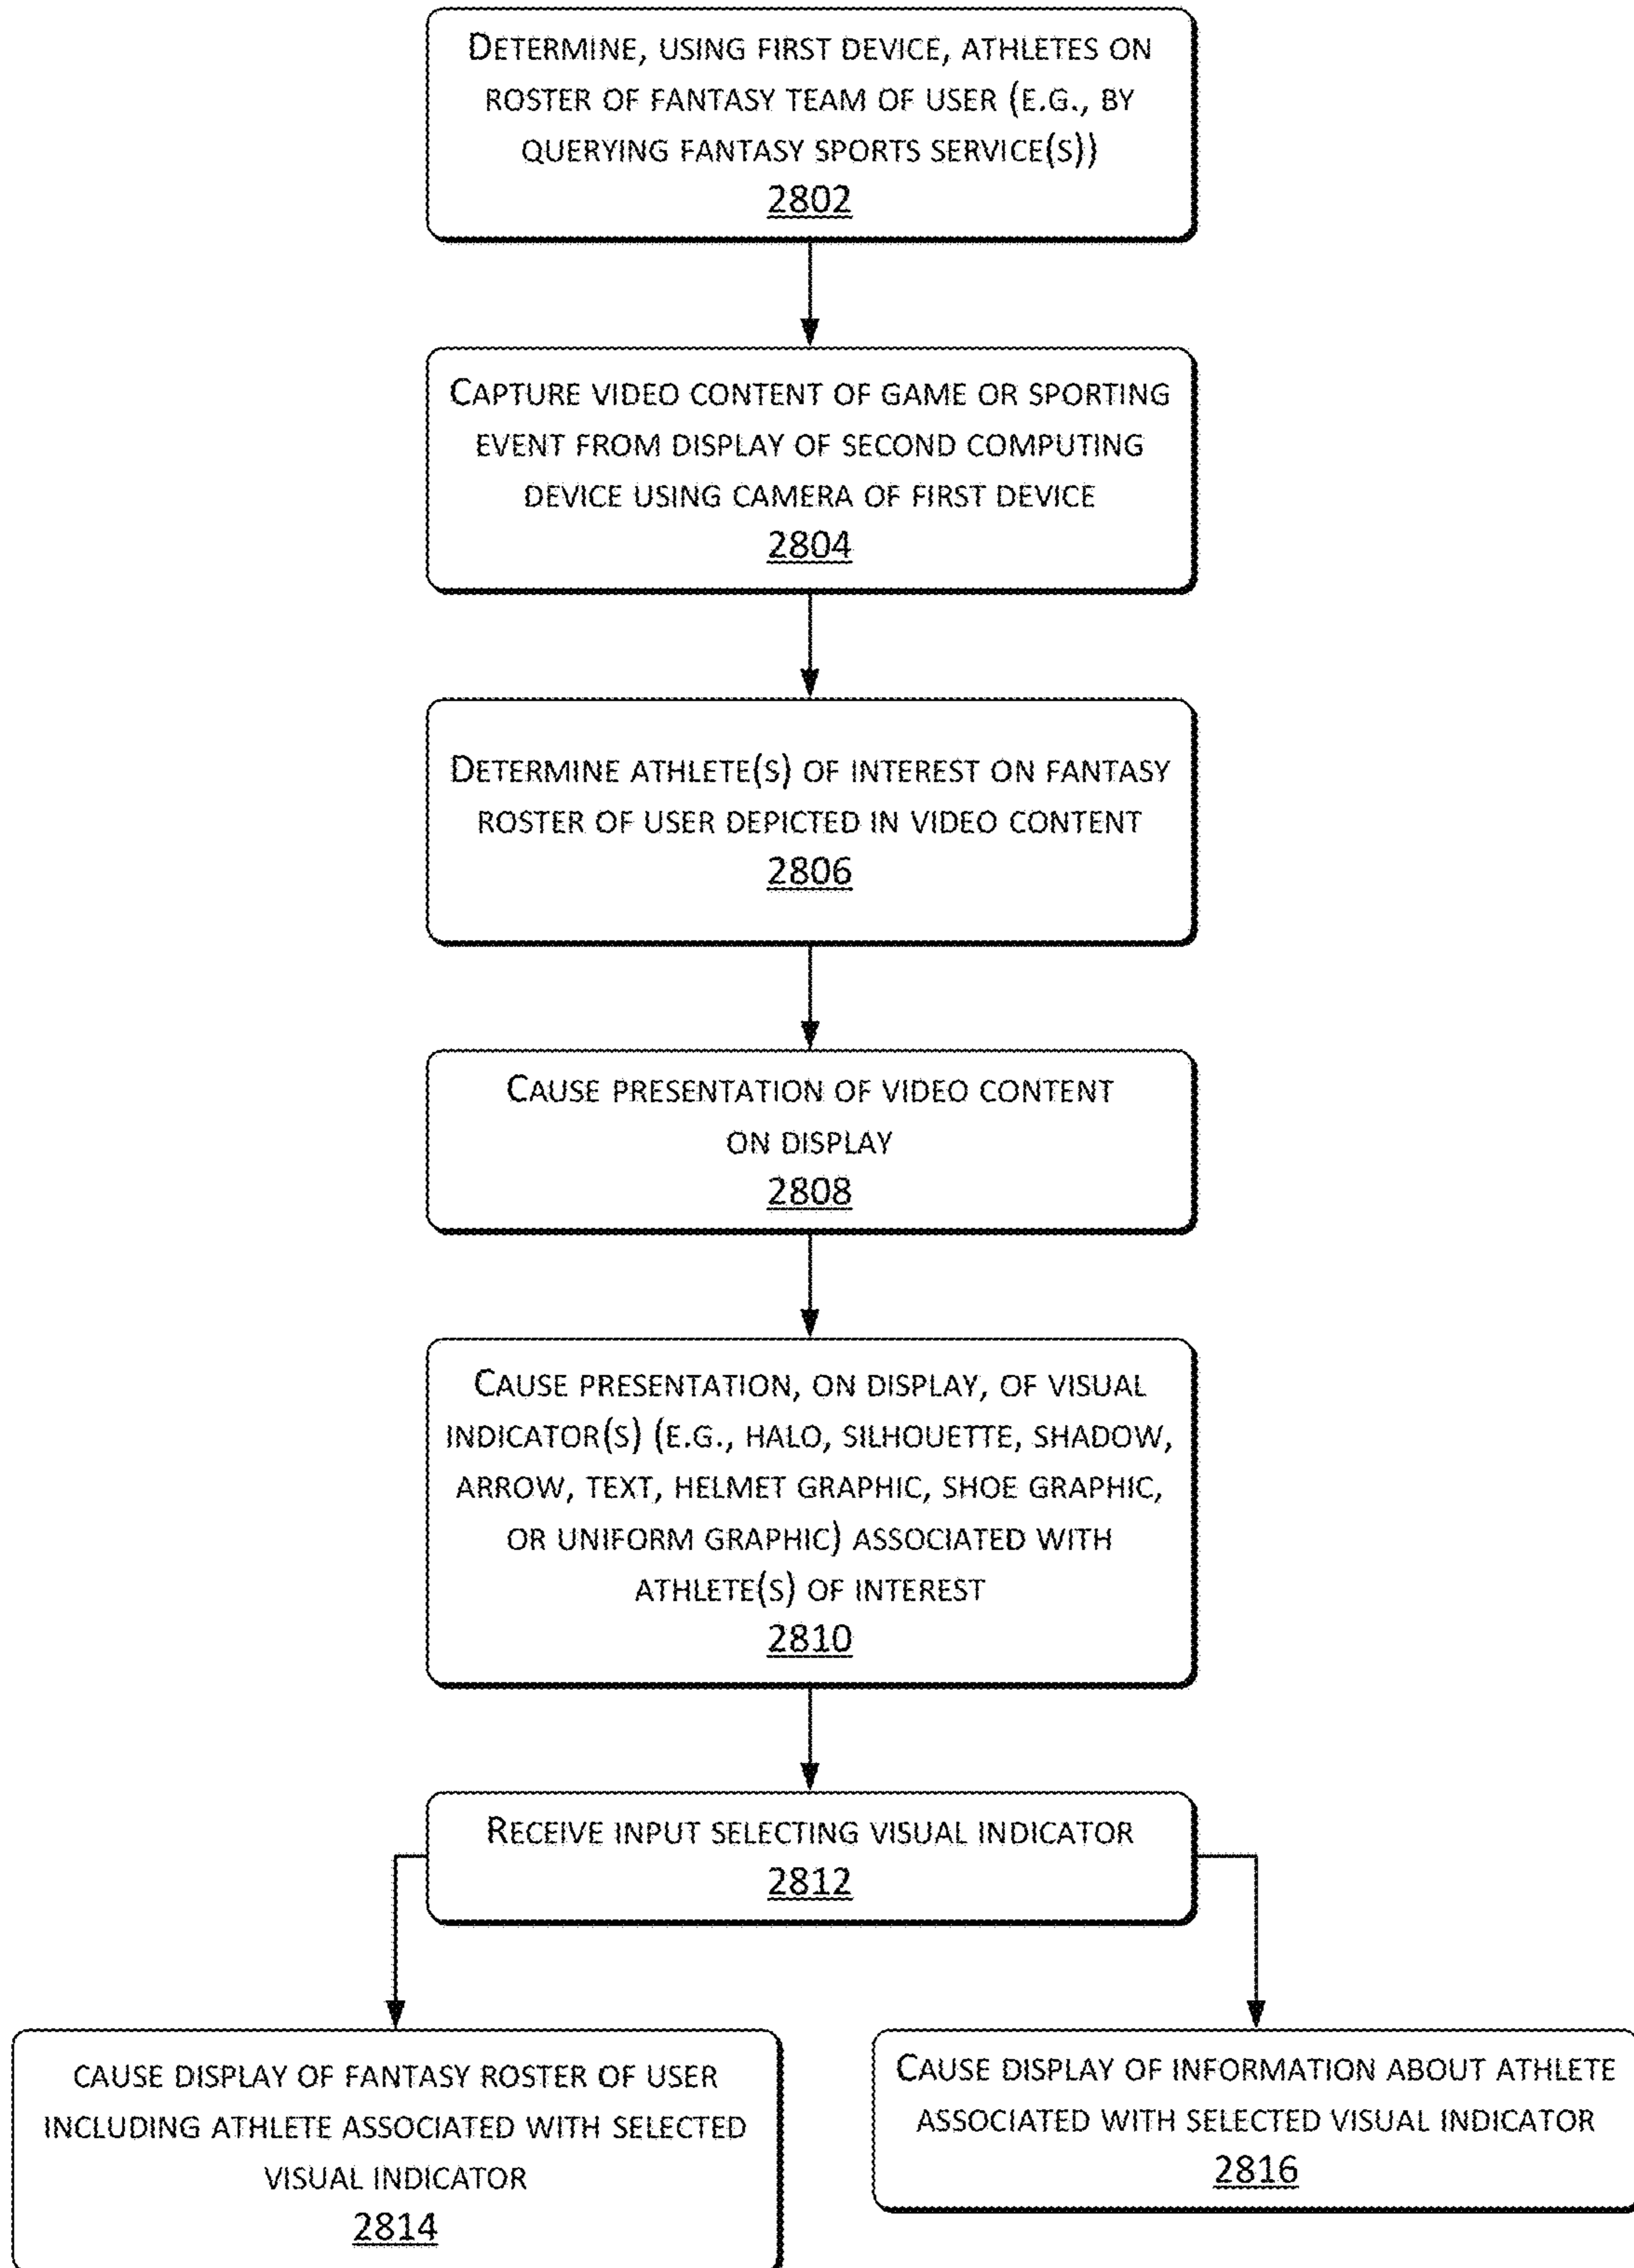 DETERMINE, USING FIRST DEVICE, ATHLETES ON
ROSTER OF FANTASY TEAM OF USER (E.G., BY
QUERYING FANTASY SPORTS SERVICE(S))
2802
CAPTURE VIDEO CONTENT OF GAME OR SPORTING
EVENT FROM DISPLAY OF SECOND COMPUTING
DEVICE USING CAMERA OF FIRST DEVICE
2804
DETERMINE ATHLETE(S) OF INTEREST ON FANTASY
ROSTER OF USER DEPICTED IN VIDEO CONTENT
2806
CAUSE PRESENTATION OF VIDEO CONTENT
ON DISPLAY
2808
CAUSE PRESENTATION, ON DISPLAY, OF VISUAL
INDICATOR(S) (E.G., HALO, SILHOUETTE, SHADOW,
ARROW, TEXT, HELMET GRAPHIC, SHOE GRAPHIC,
OR UNIFORM GRAPHIC) ASSOCIATED WITH
ATHLETE(S) OF INTEREST
2810
RECEIVE INPUT SELECTING VISUAL INDICATOR
2812
CAUSE DISPLAY OF FANTASY ROSTER OF USER
INCLUDING ATHLETE ASSOCIATED WITH SELECTED
VISUAL INDICATOR
2814
CAUSE DISPLAY OF INFORMATION ABOUT ATHLETE
ASSOCIATED WITH SELECTED VISUAL INDICATOR
2816